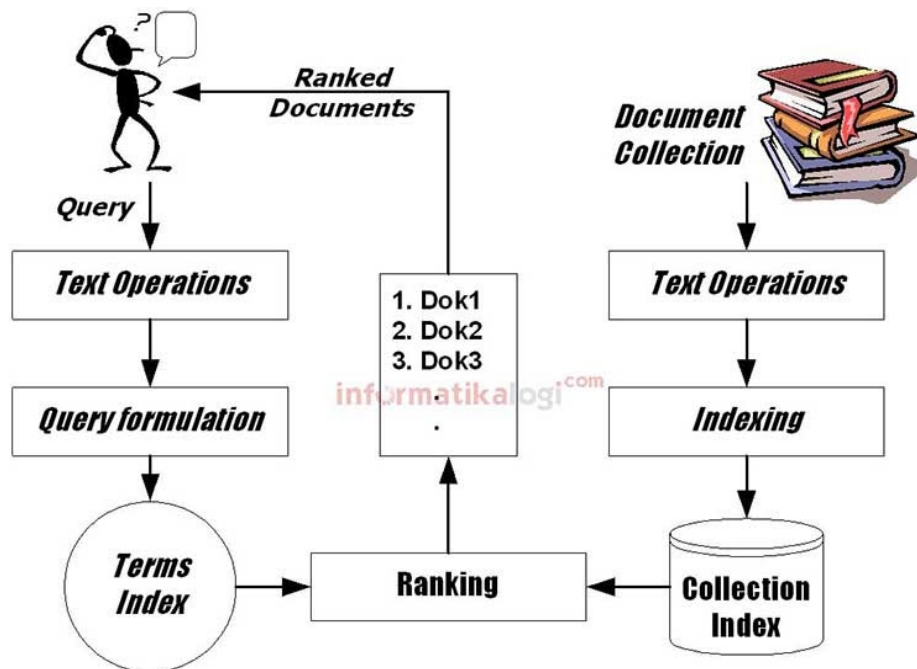 ?
Ranked
Documents
Document
Collection
Query
Text Operations
1. Dok1
2. Dok2
3. Dok3
.
.
Text Operations
informatikalogi.com
Query formulation
Indexing
Terms
Index
Ranking
Collection
Index